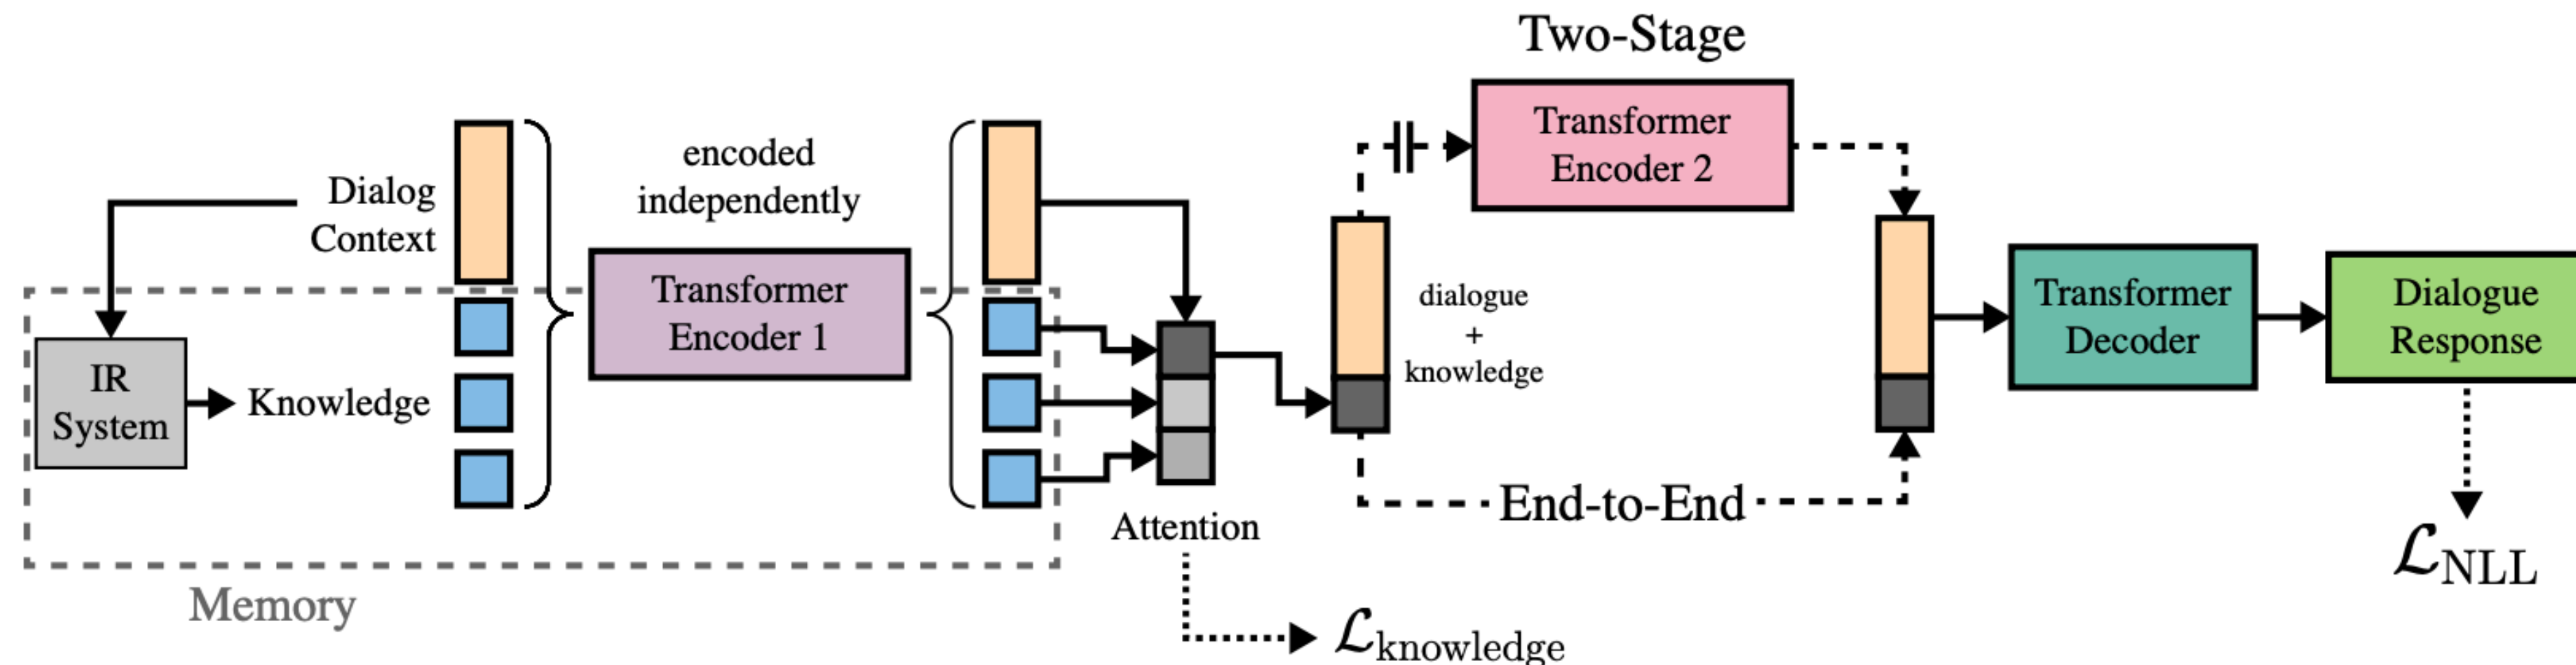 Two-Stage
Transformer
Encoder 2
encoded
independently
Dialog
Context
Transformer
Encoder 1
IR
System
Knowledge
Attention
dialogue
+
knowledge
End-to-End
Transformer
Decoder
Dialogue
Response
Memory
ℒknowledge
ℒNLL